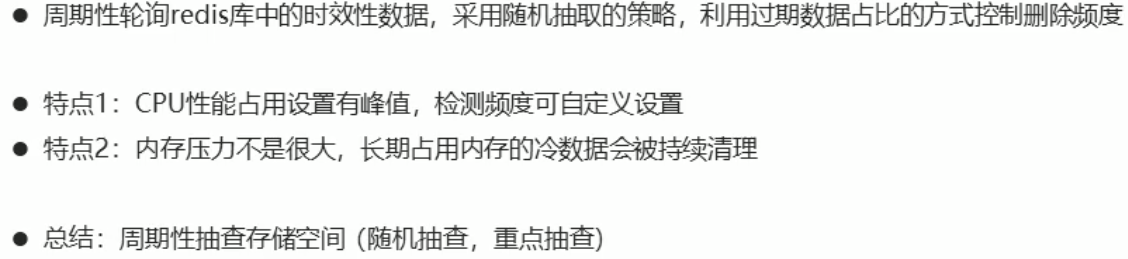 ● 周期性轮询redis库中的时效性数据，采用随机抽取的策略，利用过期数据占比的方式控制删除频度
● 特点1：CPU性能占用设置有峰值，检测频度可自定义设置
● 特点2：内存压力不是很大，长期占用内存的冷数据会被持续清理
● 总结：周期性抽查存储空间（随机抽查，重点抽查）